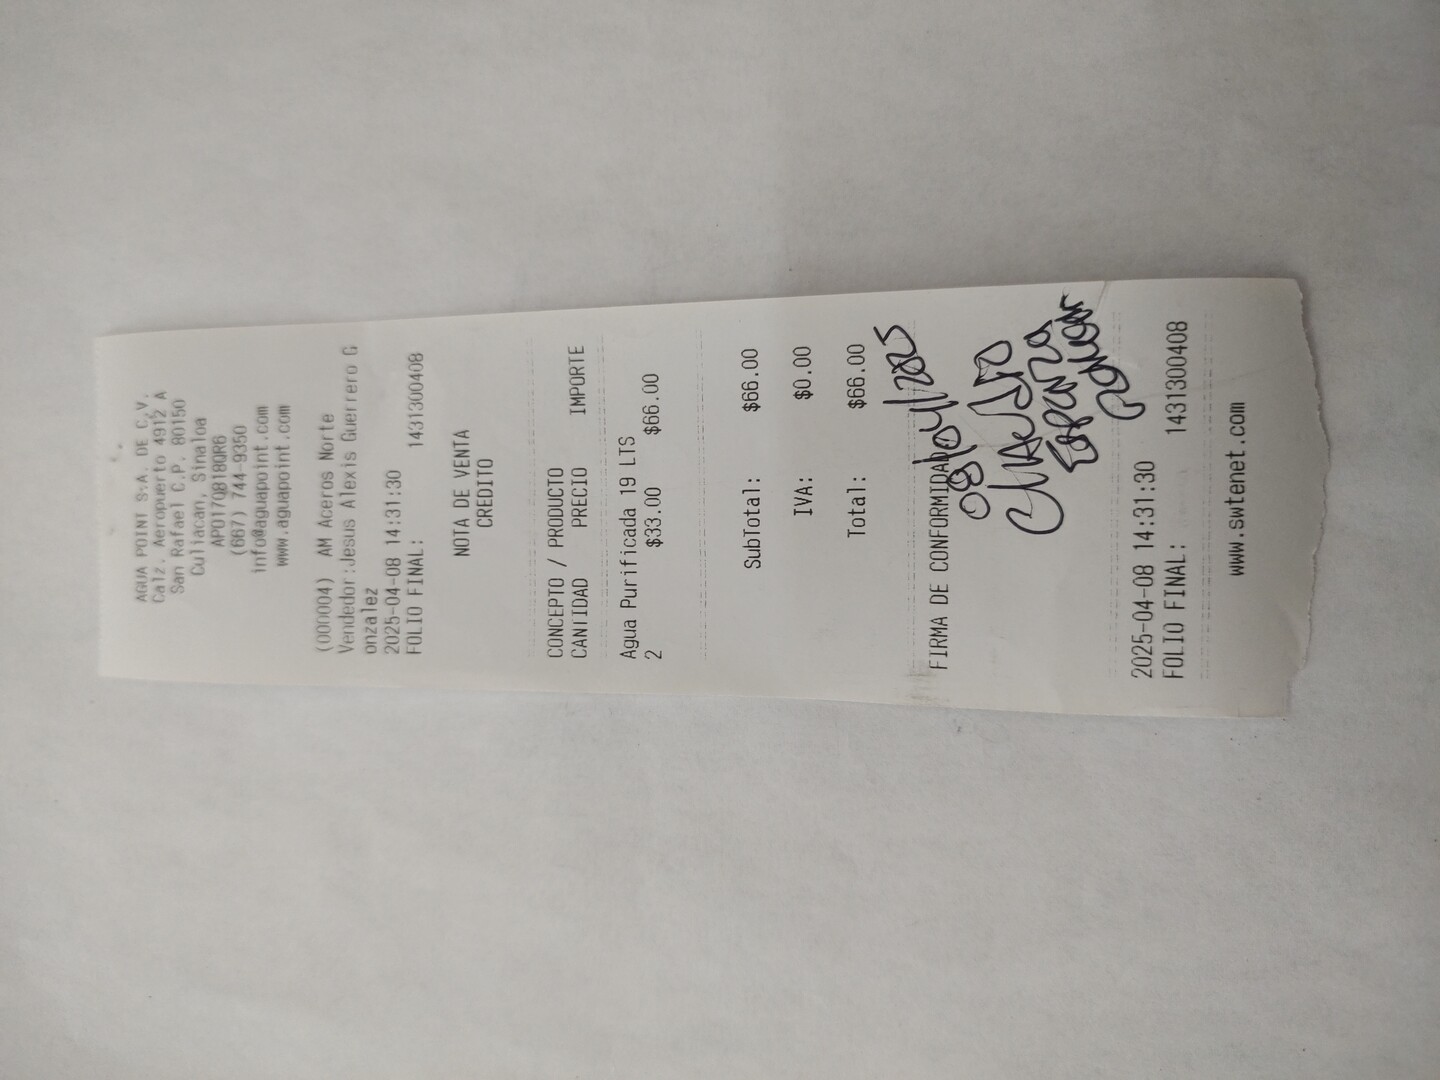 AGUA POINT S.A. DE C.V.
Calz. Aeropuerto 4912 A
San Rafael C.P. 80150
Culiacan, Sinaloa
APO170818QR6
(667) 744-9350
info@aguapoint.com
www.aguapoint.com
(000004) AM Aceros Norte
Vendedor:Jesus Alexis Guerrero G
onzalez
2025-04-08 14:31:30
FOLIO FINAL: 1431300408
NOTA DE VENTA
CREDITO
CONCEPTO / PRODUCTO
CANTIDAD PRECIO IMPORTE
Agua Purificada 19 LTS
2 $33.00 $66.00
SubTotal: $66.00
IVA: $0.00
Total: $66.00
FIRMA DE CONFORMIDAD
08/04/2025
2025-04-08 14:31:30
FOLIO FINAL: 1431300408
www.swtenet.com